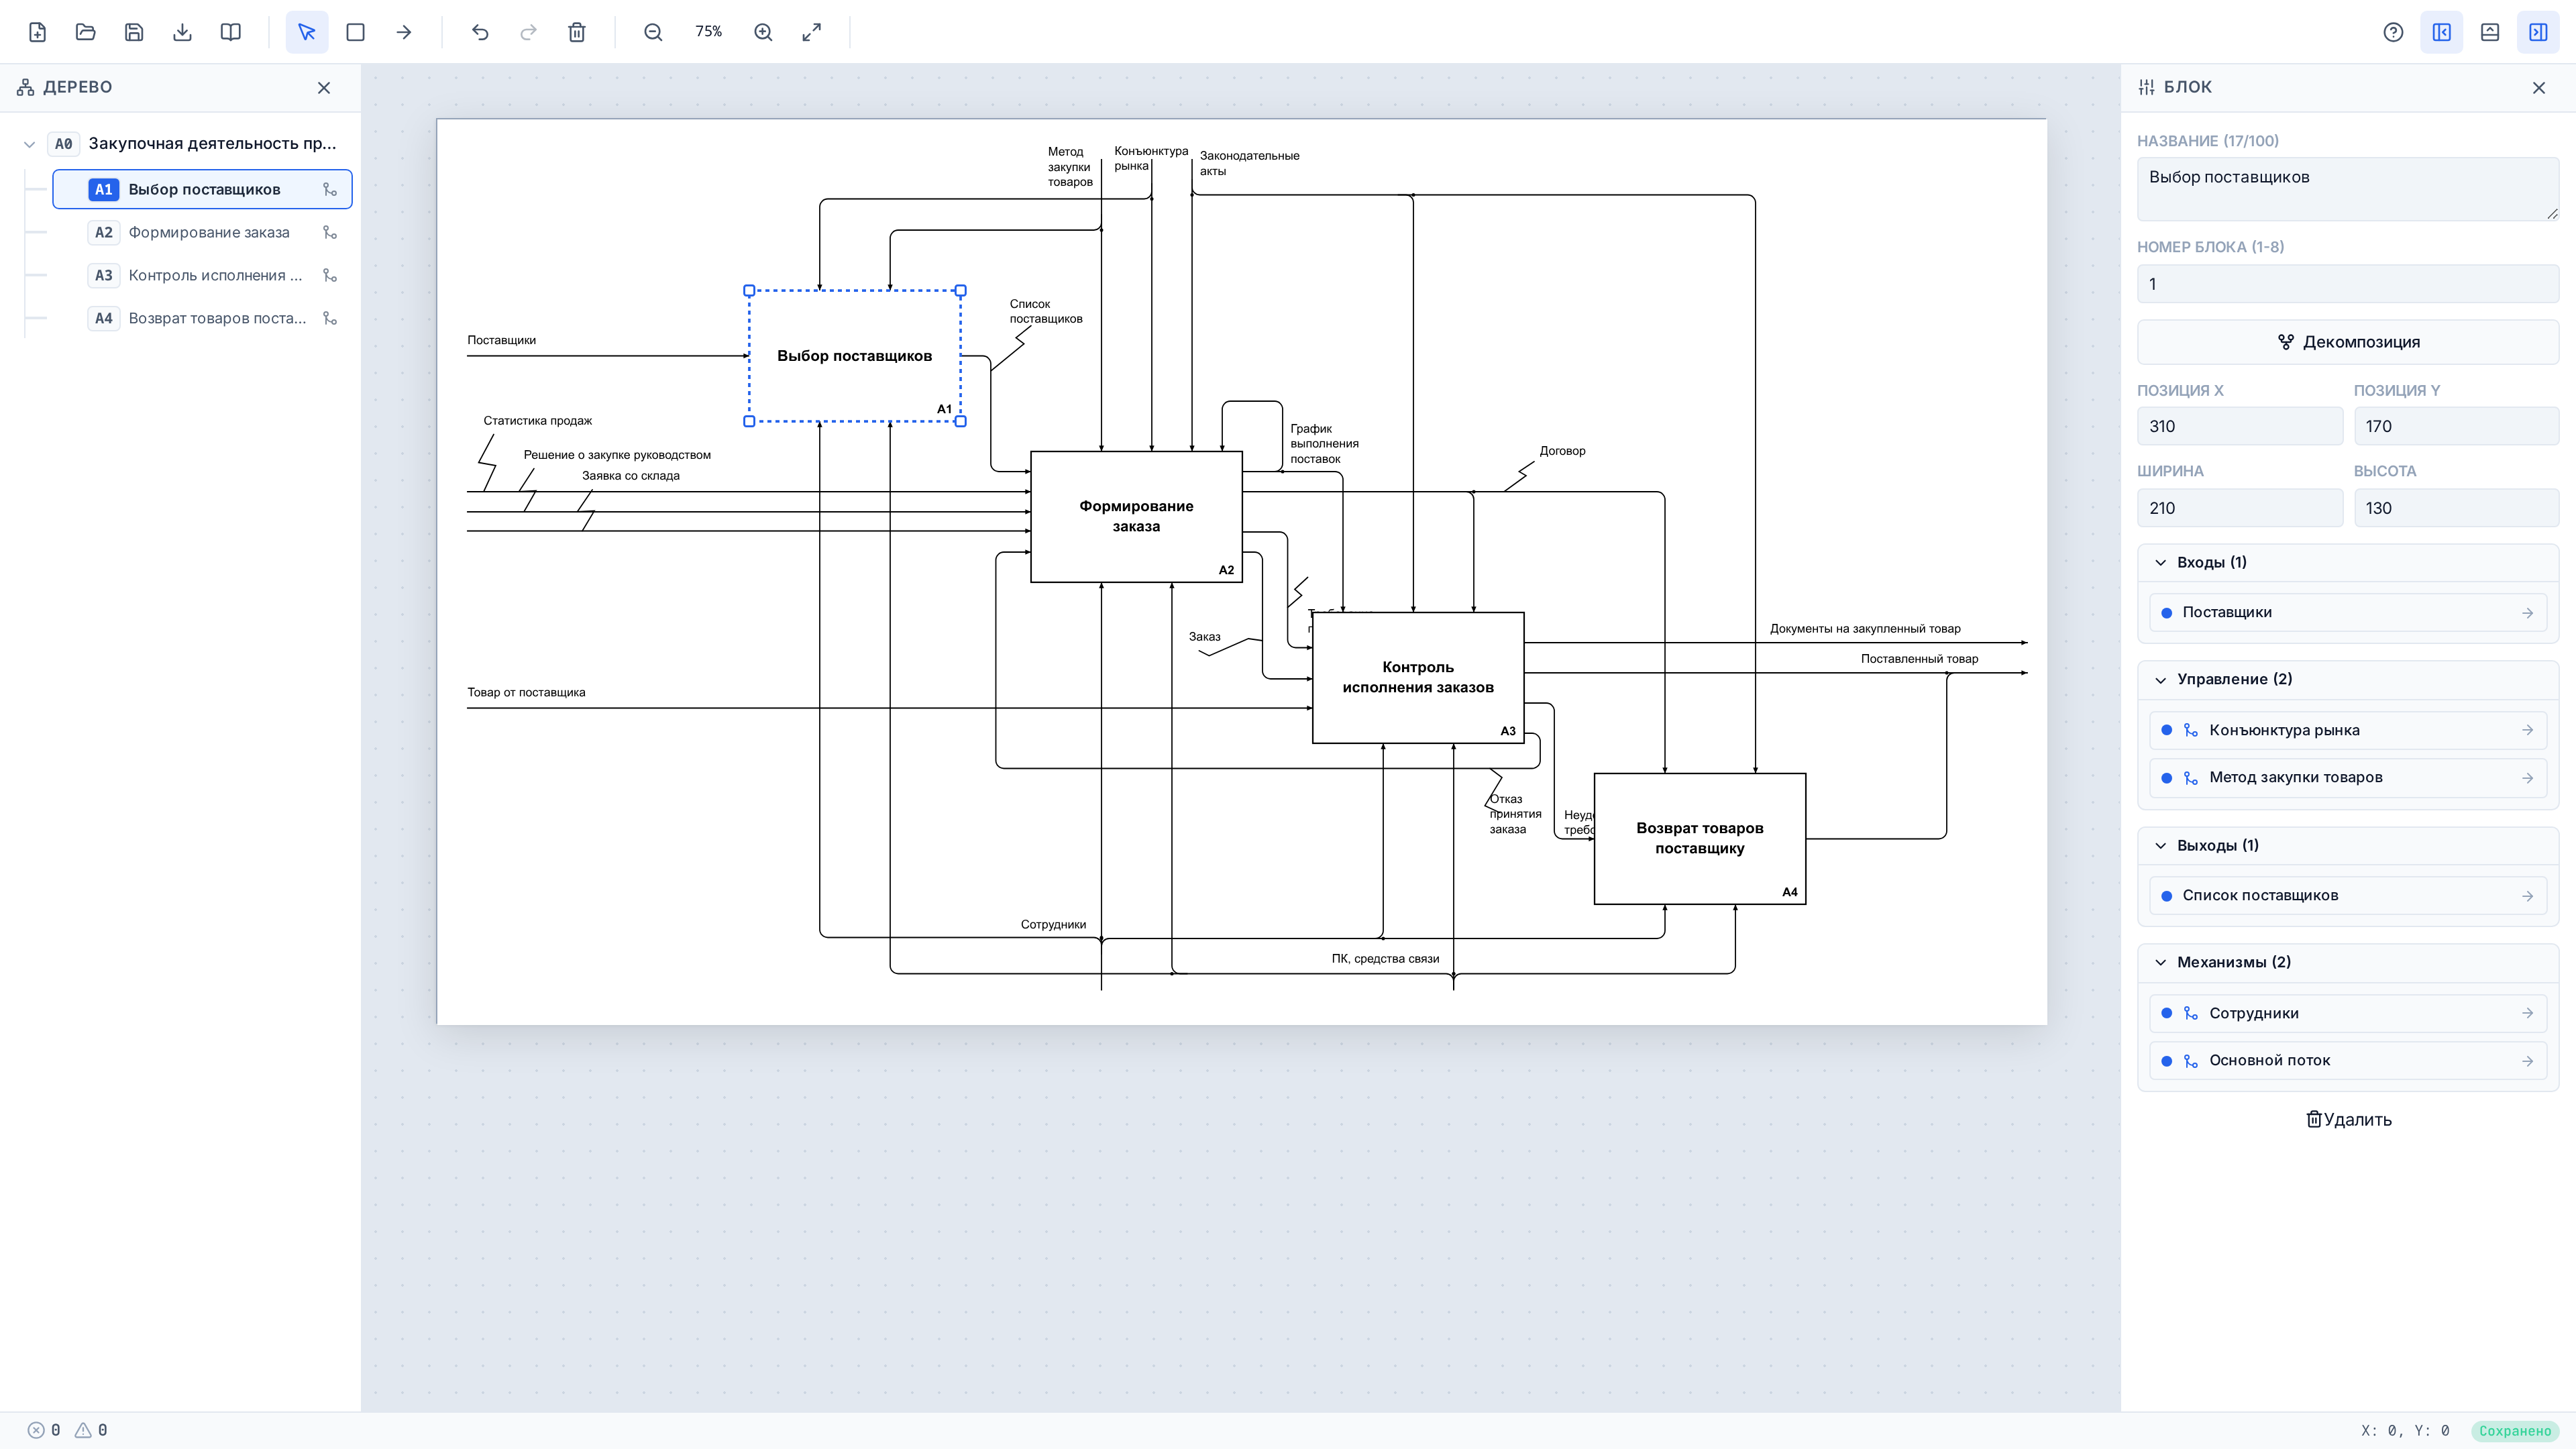 75%
ДЕРЕВО
A0 Закупочная деятельность пр...
A1 Выбор поставщиков
A2 Формирование заказа
A3 Контроль исполнения ...
A4 Возврат товаров поста...
Метод
закупки
товаров
Конъюнктура
рынка
Законодательные
акты
Список
поставщиков
Поставщики
Выбор поставщиков
A1
Статистика продаж
Решение о закупке руководством
Заявка со склада
График
выполнения
поставок
Договор
Формирование
заказа
A2
Заказ
Документы на закупленный товар
Поставленный товар
Контроль
исполнения заказов
A3
Товар от поставщика
Отказ
принятия
заказа
Возврат товаров
поставщику
A4
Сотрудники
ПК, средства связи
БЛОК
НАЗВАНИЕ (17/100)
Выбор поставщиков
НОМЕР БЛОКА (1-8)
1
Декомпозиция
ПОЗИЦИЯ X ПОЗИЦИЯ Y
310 170
ШИРИНА ВЫСОТА
210 130
Входы (1)
Поставщики
Управление (2)
Конъюнктура рынка
Метод закупки товаров
Выходы (1)
Список поставщиков
Механизмы (2)
Сотрудники
Основной поток
Удалить
0 0
X: 0, Y: 0 Сохранено